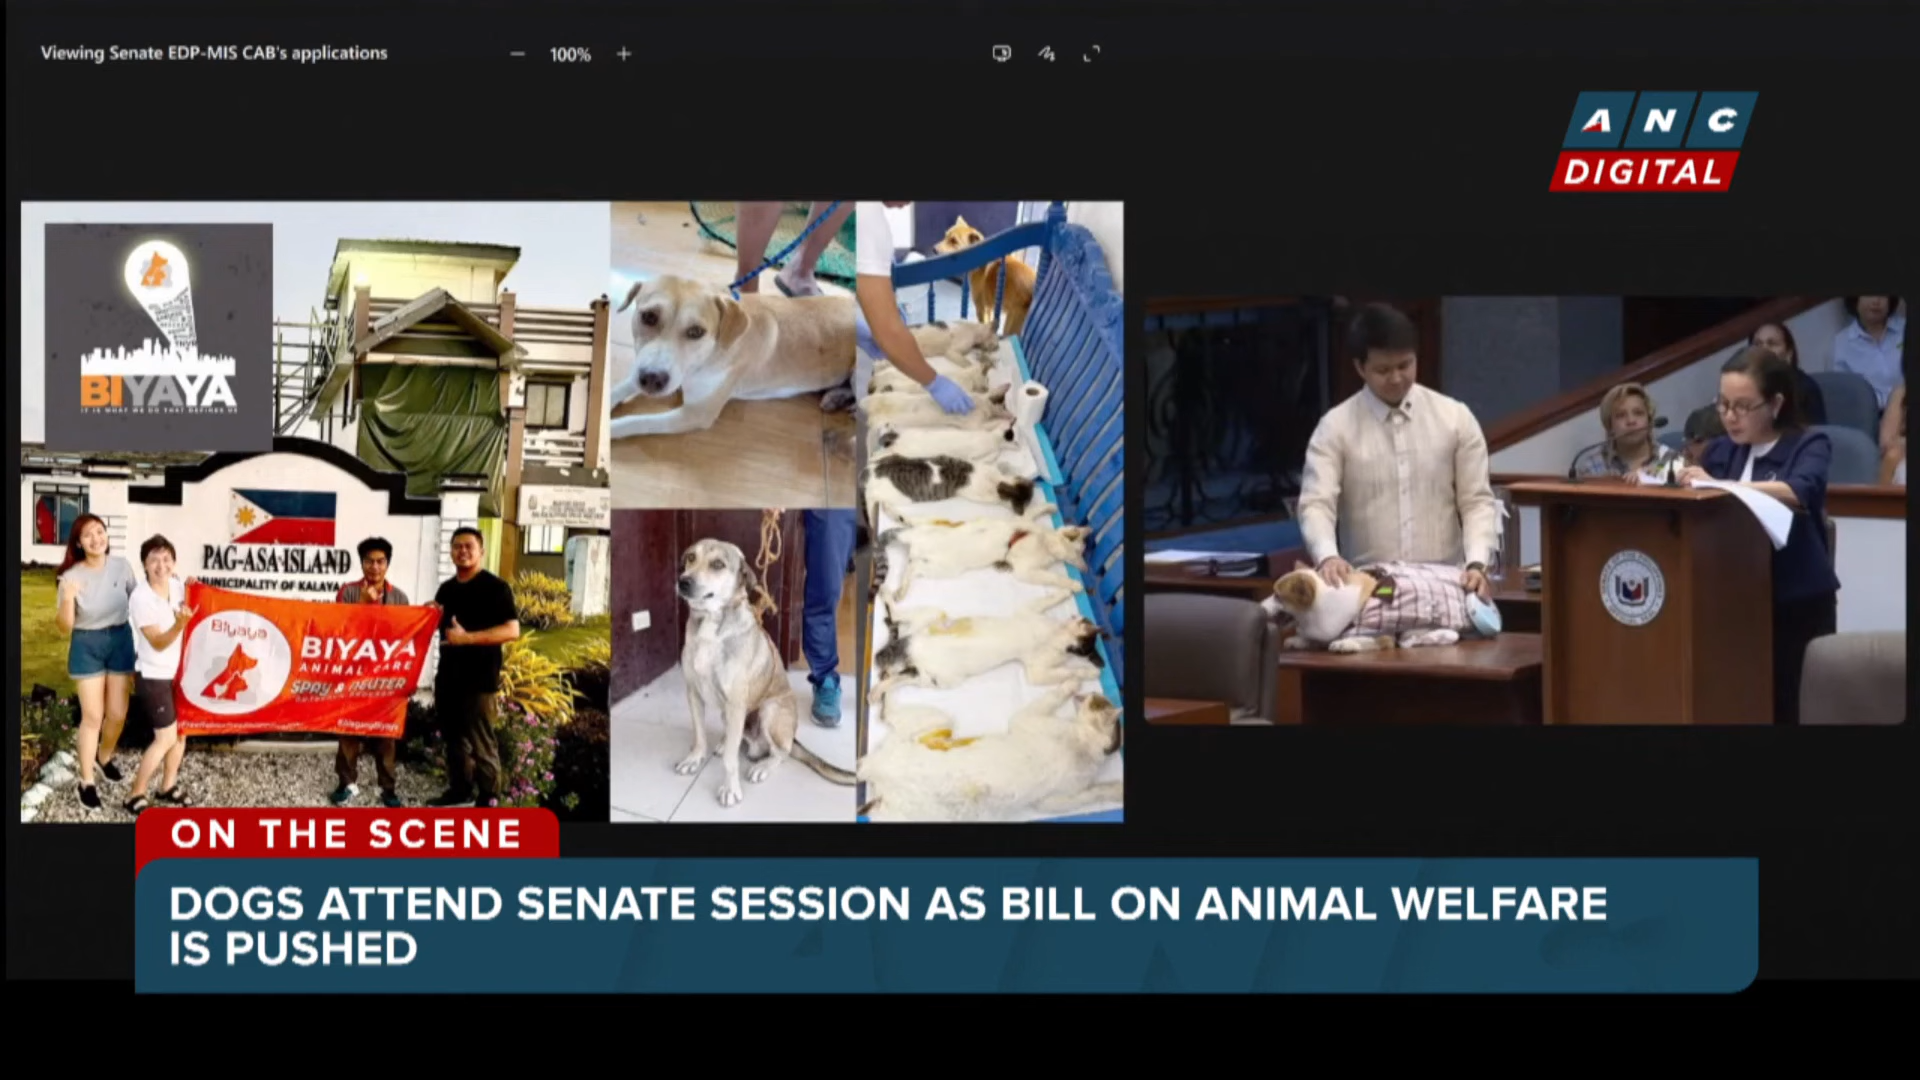 Viewing Senate EDP-MIS CAB's applications
100%
ANC
DIGITAL
BIYAYA
IT IS WHAT WE DO THAT DEFINES US
PAG-ASA ISLAND
MUNICIPALITY OF KALAYA
Biyaya
BIYAYA
ANIMAL CARE
SPAY & NEUTER
ON THE SCENE
DOGS ATTEND SENATE SESSION AS BILL ON ANIMAL WELFARE
IS PUSHED